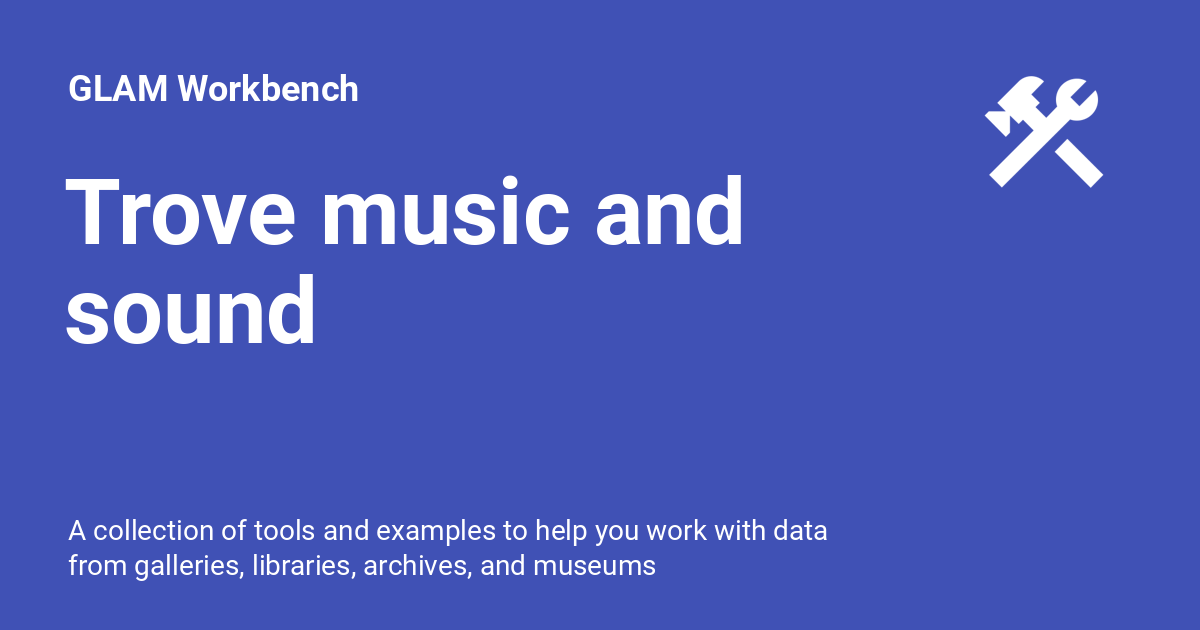 GLAM Workbench
Trove music and
sound
A collection of tools and examples to help you work with data
from galleries, libraries, archives, and museums